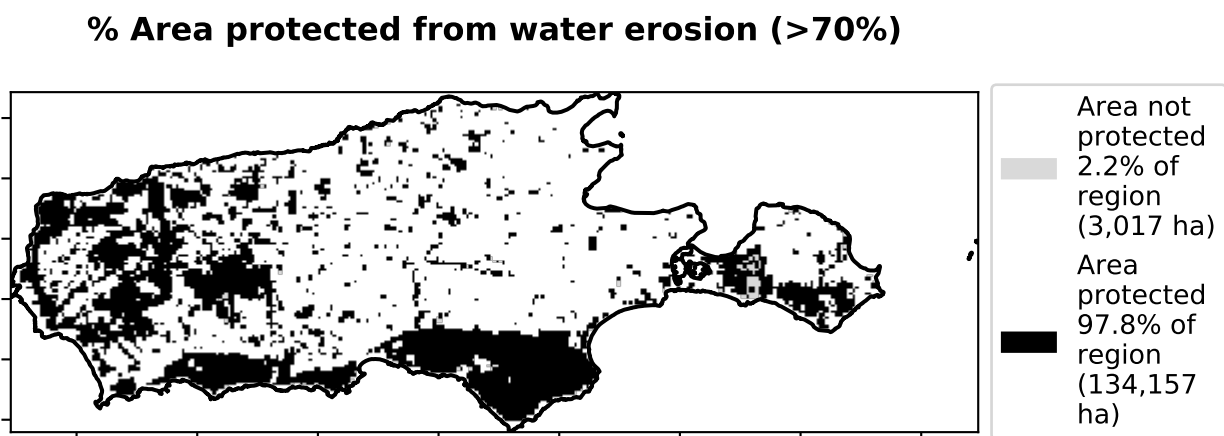 % Area protected from water erosion (>70%)
Area not
protected
2.2% of
region
(3,017 ha)
Area
protected
97.8% of
region
(134,157
ha)